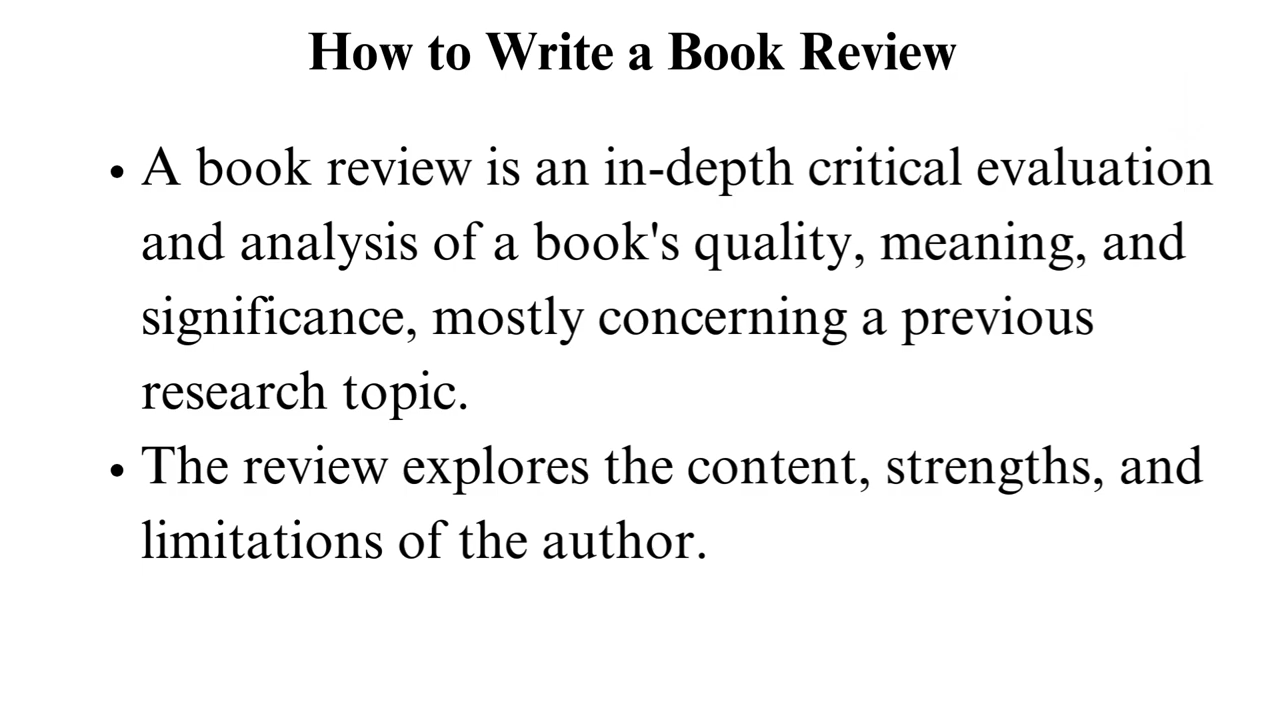 How to Write a Book Review
• A book review is an in-depth critical evaluation
and analysis of a book's quality, meaning, and
significance, mostly concerning a previous
research topic.
• The review explores the content, strengths, and
limitations of the author.